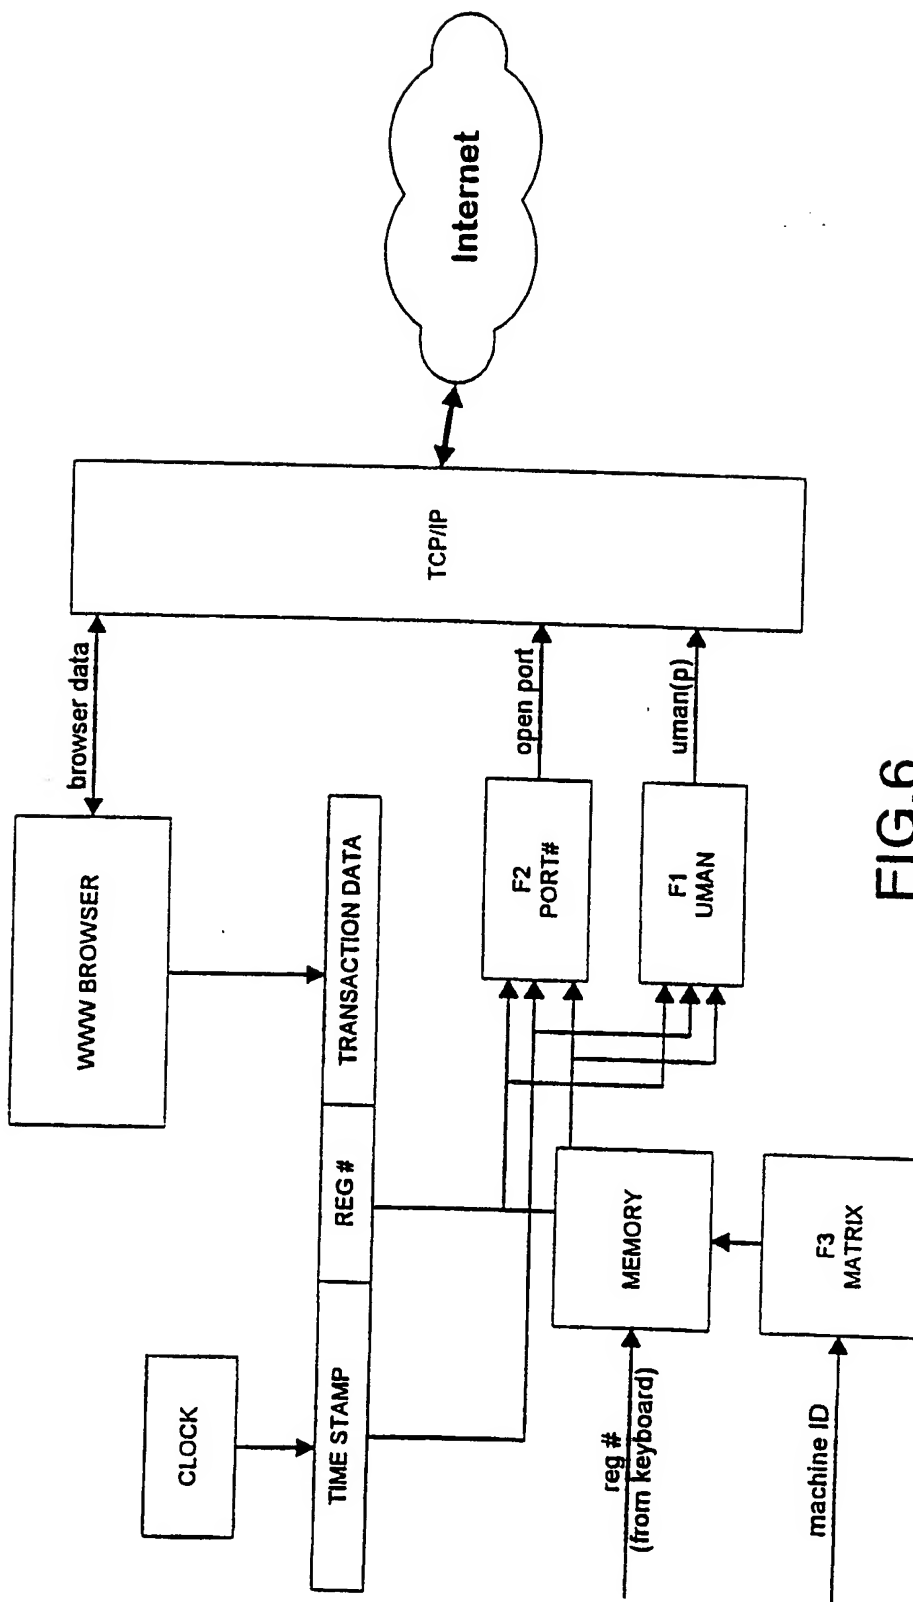 CLOCK
WWW BROWSER
browser data
TIME STAMP
REG #
TRANSACTION DATA
reg #
(from keyboard)
MEMORY
machine ID
F3
MATRIX
F2
PORT#
open port
F1
UMAN
uman(p)
TCP/IP
Internet
FIG.6